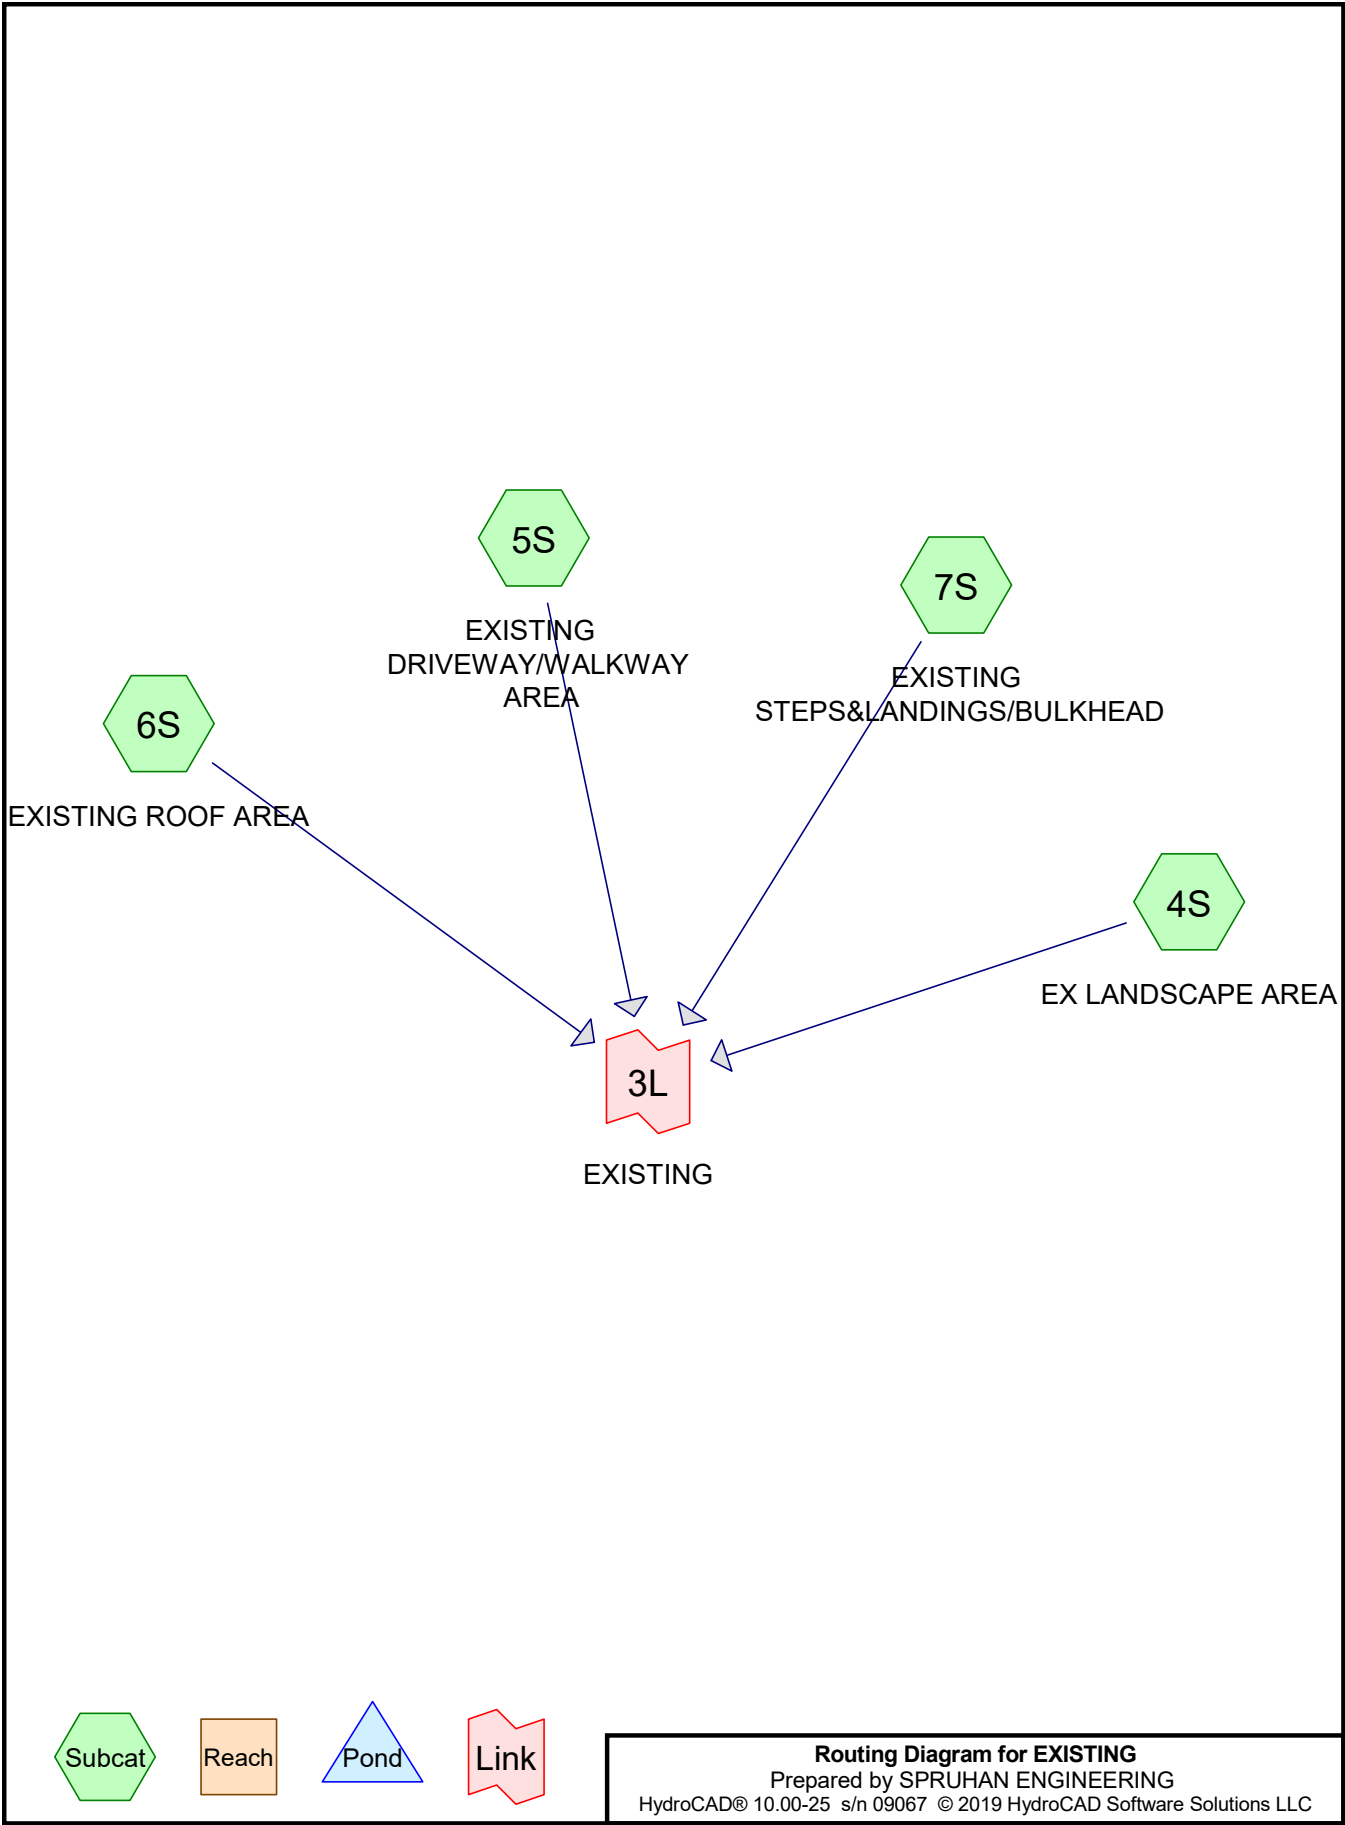 5S
EXISTING
DRIVEWAY/WALKWAY
AREA
7S
EXISTING
STEPS&LANDINGS/BULKHEAD
6S
EXISTING ROOF AREA
4S
EX LANDSCAPE AREA
3L
EXISTING
Subcat
Reach
Pond
Link
Routing Diagram for EXISTING
Prepared by SPRUHAN ENGINEERING
HydroCAD® 10.00-25 s/n 09067 © 2019 HydroCAD Software Solutions LLC